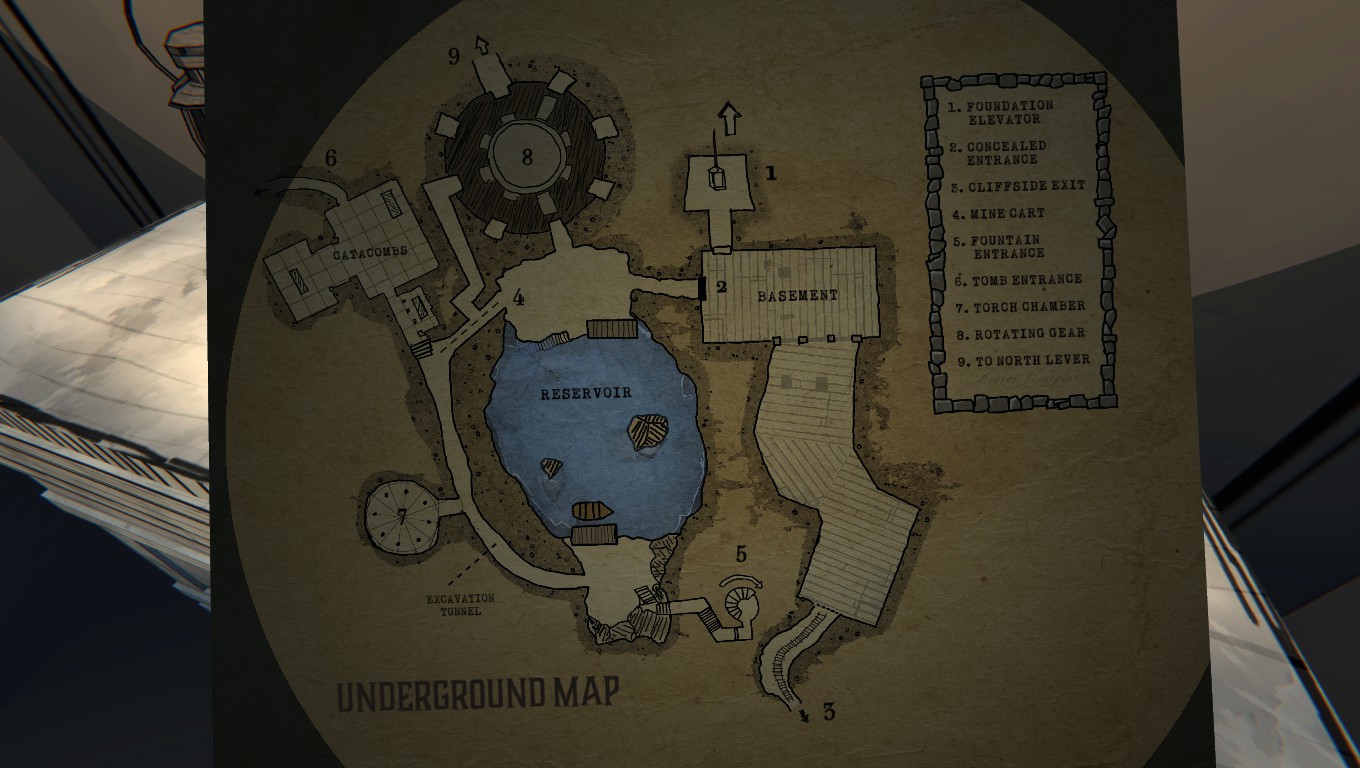 9
6
8
1
1. FOUNDATION
ELEVATOR
2. CONCEALED
ENTRANCE
3. CLIFFSIDE EXIT
4. MINE CART
5. FOUNTAIN
ENTRANCE
6. TOMB ENTRANCE
7. TORCH CHAMBER
8. ROTATING GEAR
9. TO NORTH LEVER
CATACOMBS
4
2
BASEMENT
RESERVOIR
7
5
EXCAVATION
TUNNEL
UNDERGROUND MAP
3